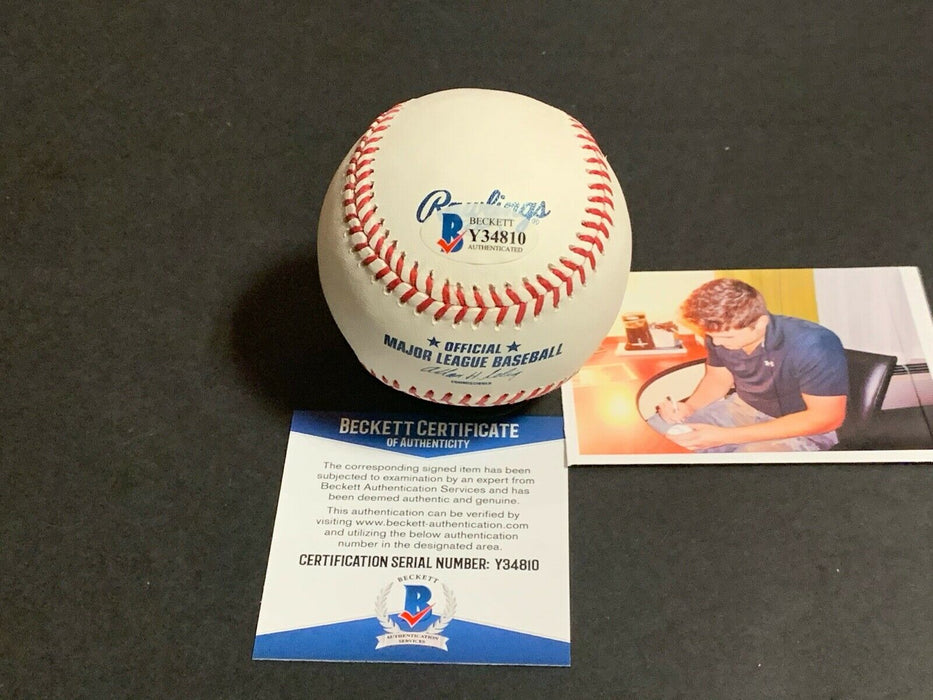 Rawlings
BECKETT
Y34810
AUTHENTICATED
★ OFFICIAL ★
MAJOR LEAGUE BASEBALL
BECKETT CERTIFICATE
OF AUTHENTICITY
The corresponding signed item has been
subjected to examination by an expert from
Beckett Authentication Services and has
been deemed authentic and genuine.
This authentication can be verified by
visiting www.beckett-authentication.com
and utilizing the below authentication
number in the designated area.
CERTIFICATION SERIAL NUMBER: Y34810
BECKETT
B
AUTHENTICATION
SERVICES